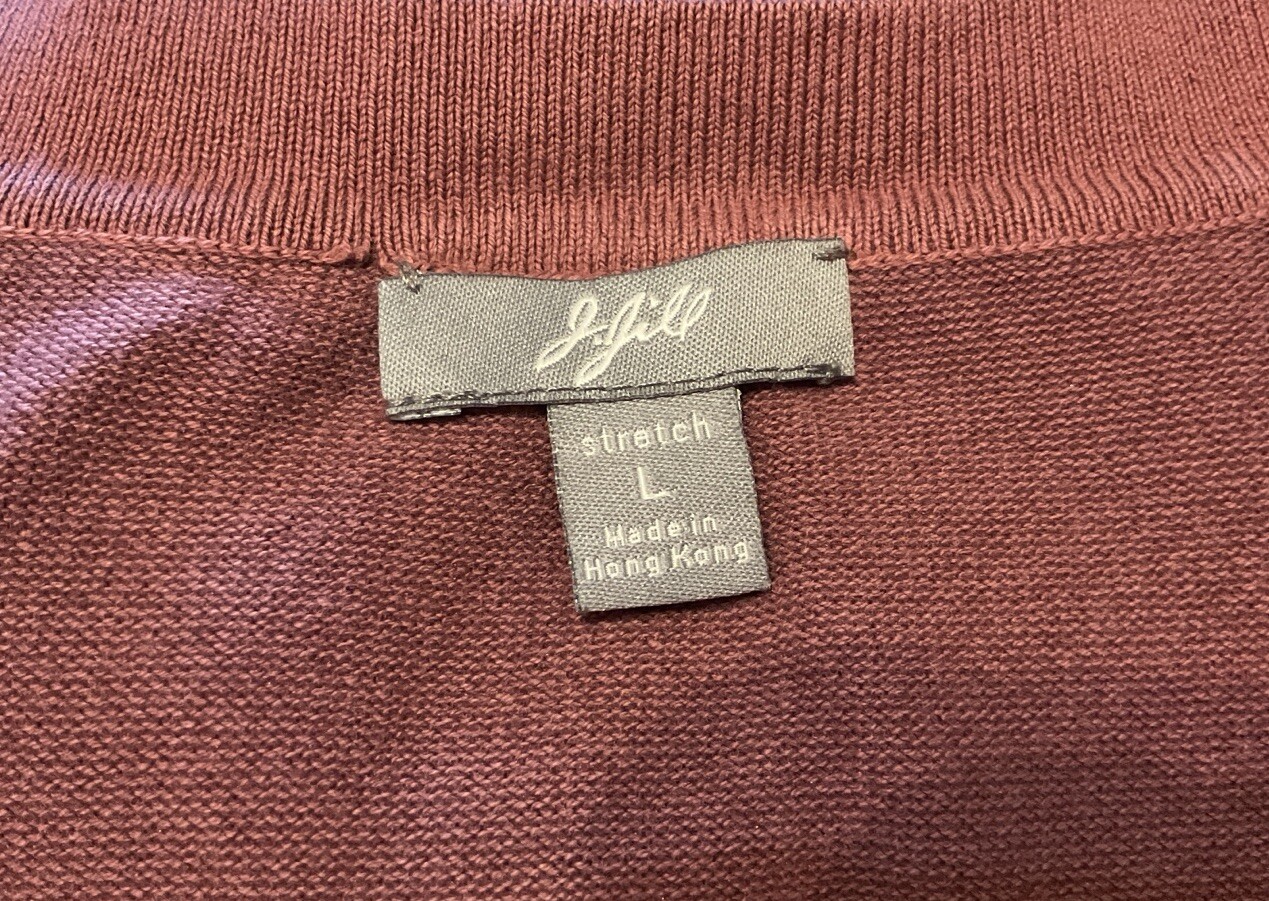 J.Jill
stretch
L
Made in
Hong Kong